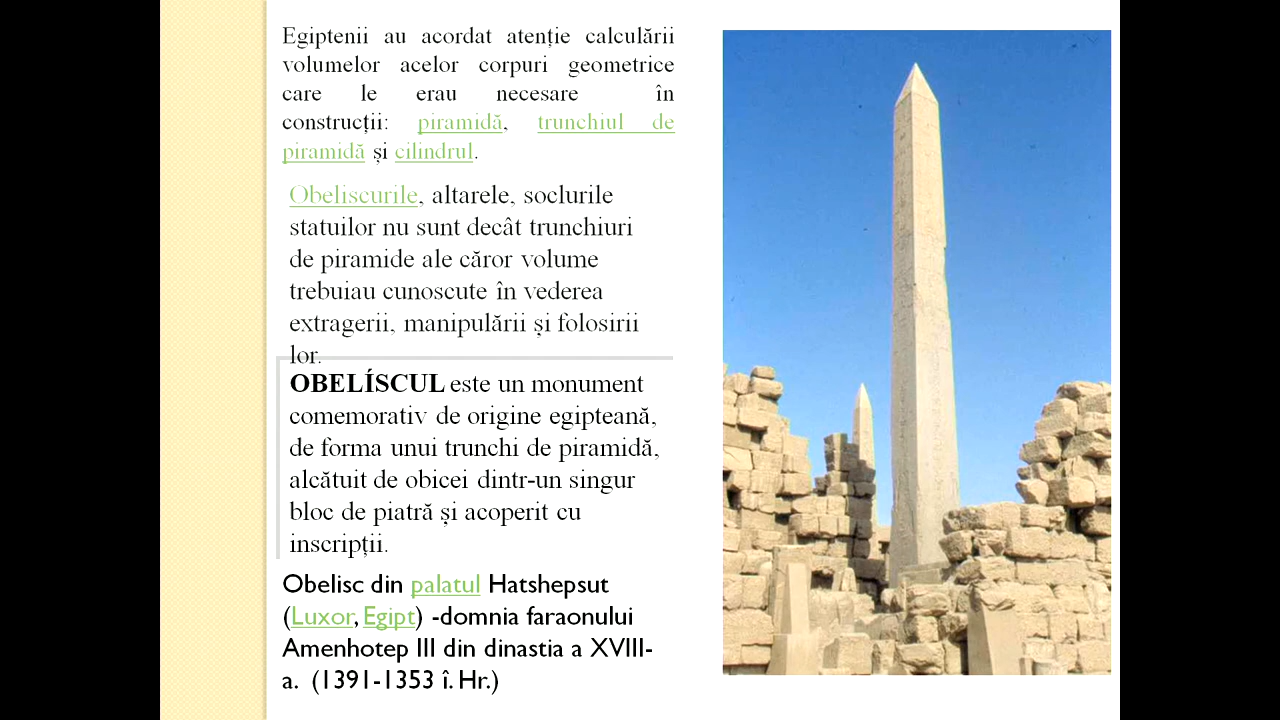 Egiptenii au acordat atenție calculării
volumelor acelor corpuri geometrice
care le erau necesare în
construcții: piramidă, trunchiul de
piramidă și cilindrul.
Obeliscurile, altarele, soclurile
statuilor nu sunt decât trunchiuri
de piramide ale căror volume
trebuiau cunoscute în vederea
extragerii, manipulării și folosirii
lor.
OBELÍSCUL este un monument
comemorativ de origine egipteană,
de forma unui trunchi de piramidă,
alcătuit de obicei dintr-un singur
bloc de piatră și acoperit cu
inscripții.
Obelisc din palatul Hatshepsut
(Luxor, Egipt) -domnia faraonului
Amenhotep III din dinastia a XVIII-
a. (1391-1353 î. Hr.)